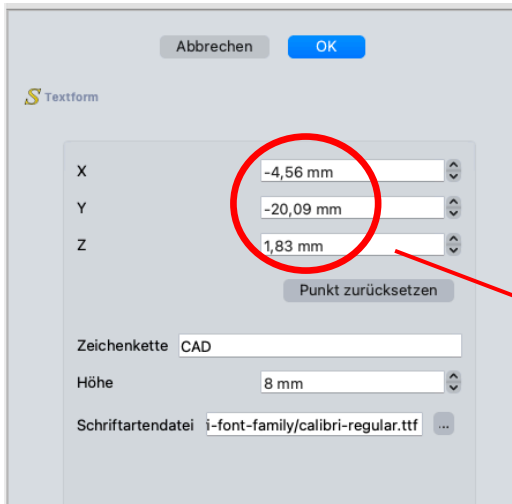 Abbrechen OK
Textform
X -4,56 mm
Y -20,09 mm
Z 1,83 mm
Punkt zurücksetzen
Zeichenkette CAD
Höhe 8 mm
Schriftartendatei i-font-family/calibri-regular.ttf ...